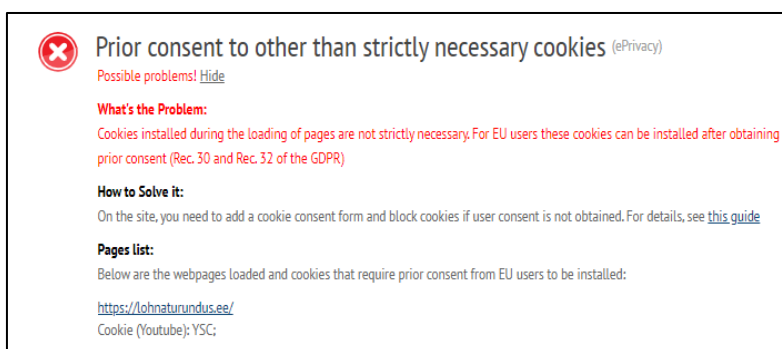 Prior consent to other than strictly necessary cookies (ePrivacy)
Possible problems! Hide
What's the Problem:
Cookies installed during the loading of pages are not strictly necessary. For EU users these cookies can be installed after obtaining
prior consent (Rec. 30 and Rec. 32 of the GDPR)
How to Solve it:
On the site, you need to add a cookie consent form and block cookies if user consent is not obtained. For details, see this guide
Pages list:
Below are the webpages loaded and cookies that require prior consent from EU users to be installed:
https://lohnaturundus.ee/
Cookie (Youtube): YSC;